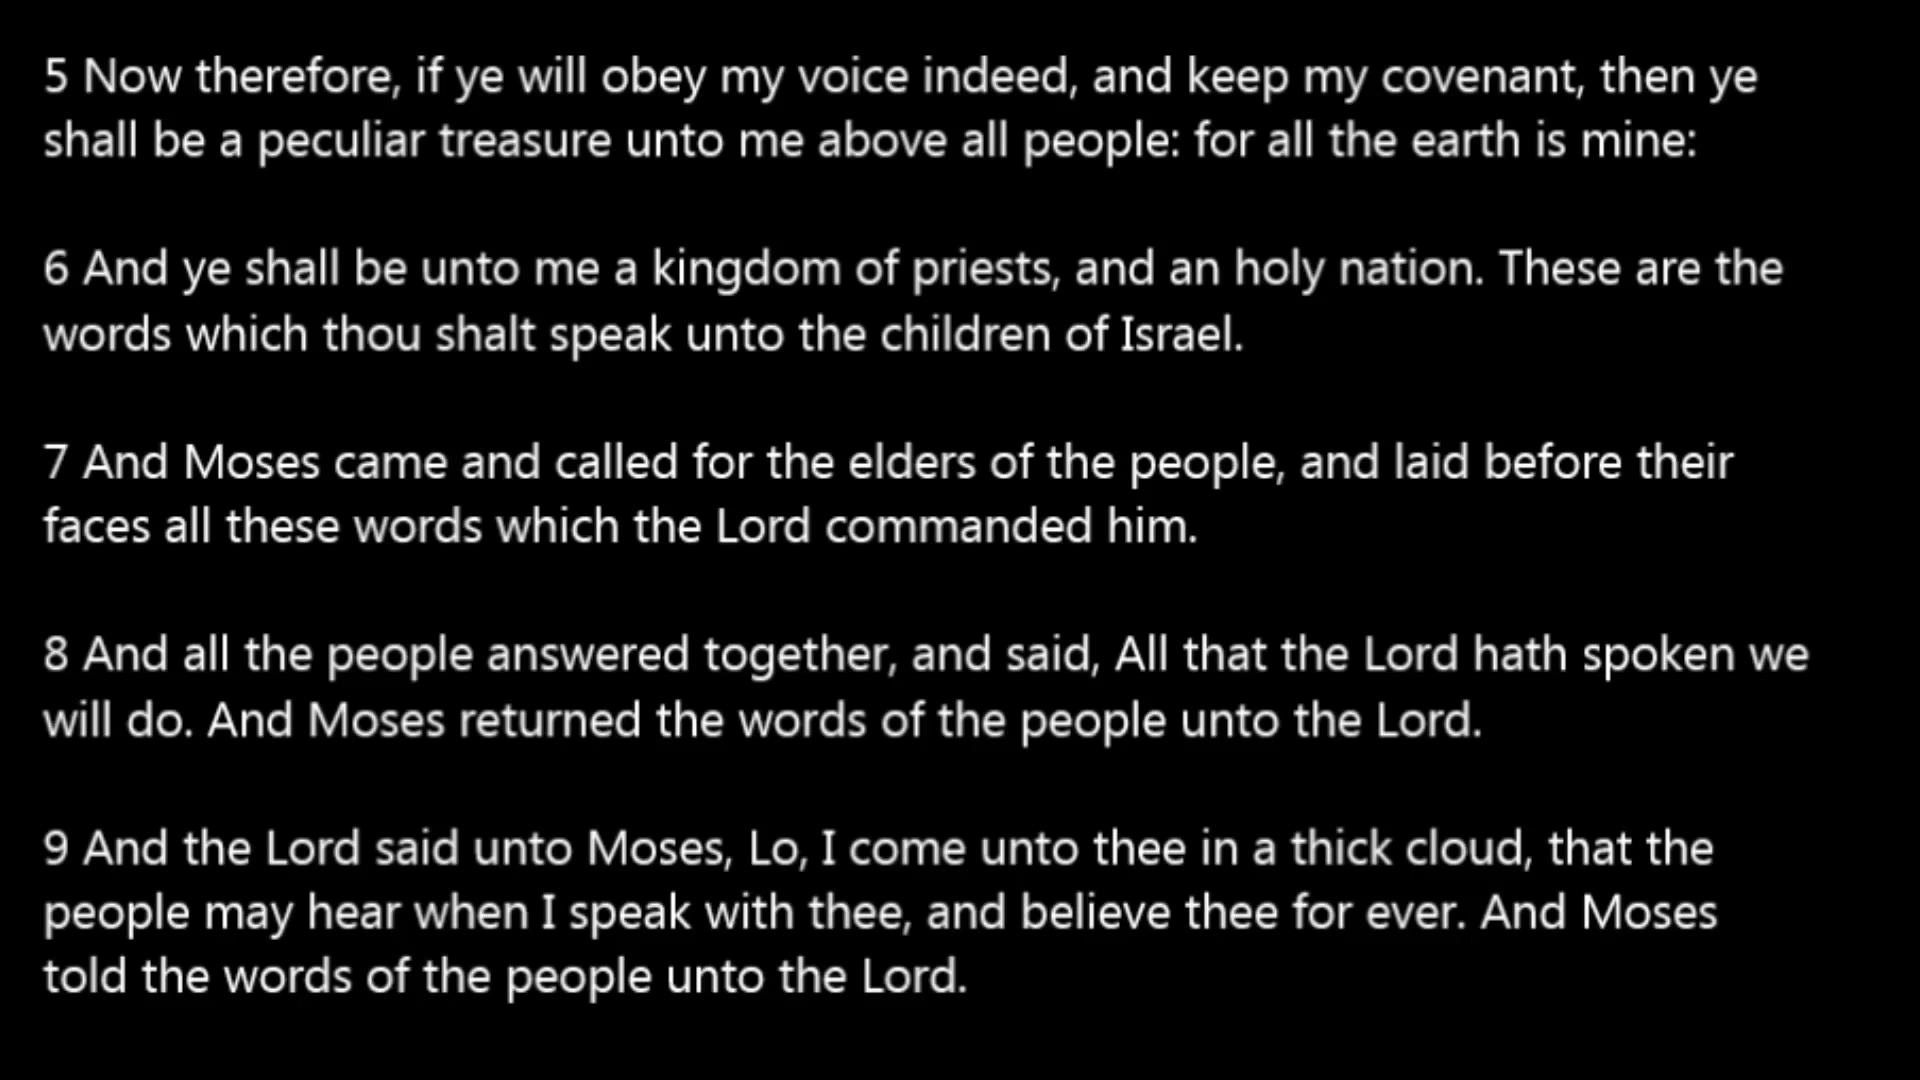 5 Now therefore, if ye will obey my voice indeed, and keep my covenant, then ye
shall be a peculiar treasure unto me above all people: for all the earth is mine:
6 And ye shall be unto me a kingdom of priests, and an holy nation. These are the
words which thou shalt speak unto the children of Israel.
7 And Moses came and called for the elders of the people, and laid before their
faces all these words which the Lord commanded him.
8 And all the people answered together, and said, All that the Lord hath spoken we
will do. And Moses returned the words of the people unto the Lord.
9 And the Lord said unto Moses, Lo, I come unto thee in a thick cloud, that the
people may hear when I speak with thee, and believe thee for ever. And Moses
told the words of the people unto the Lord.